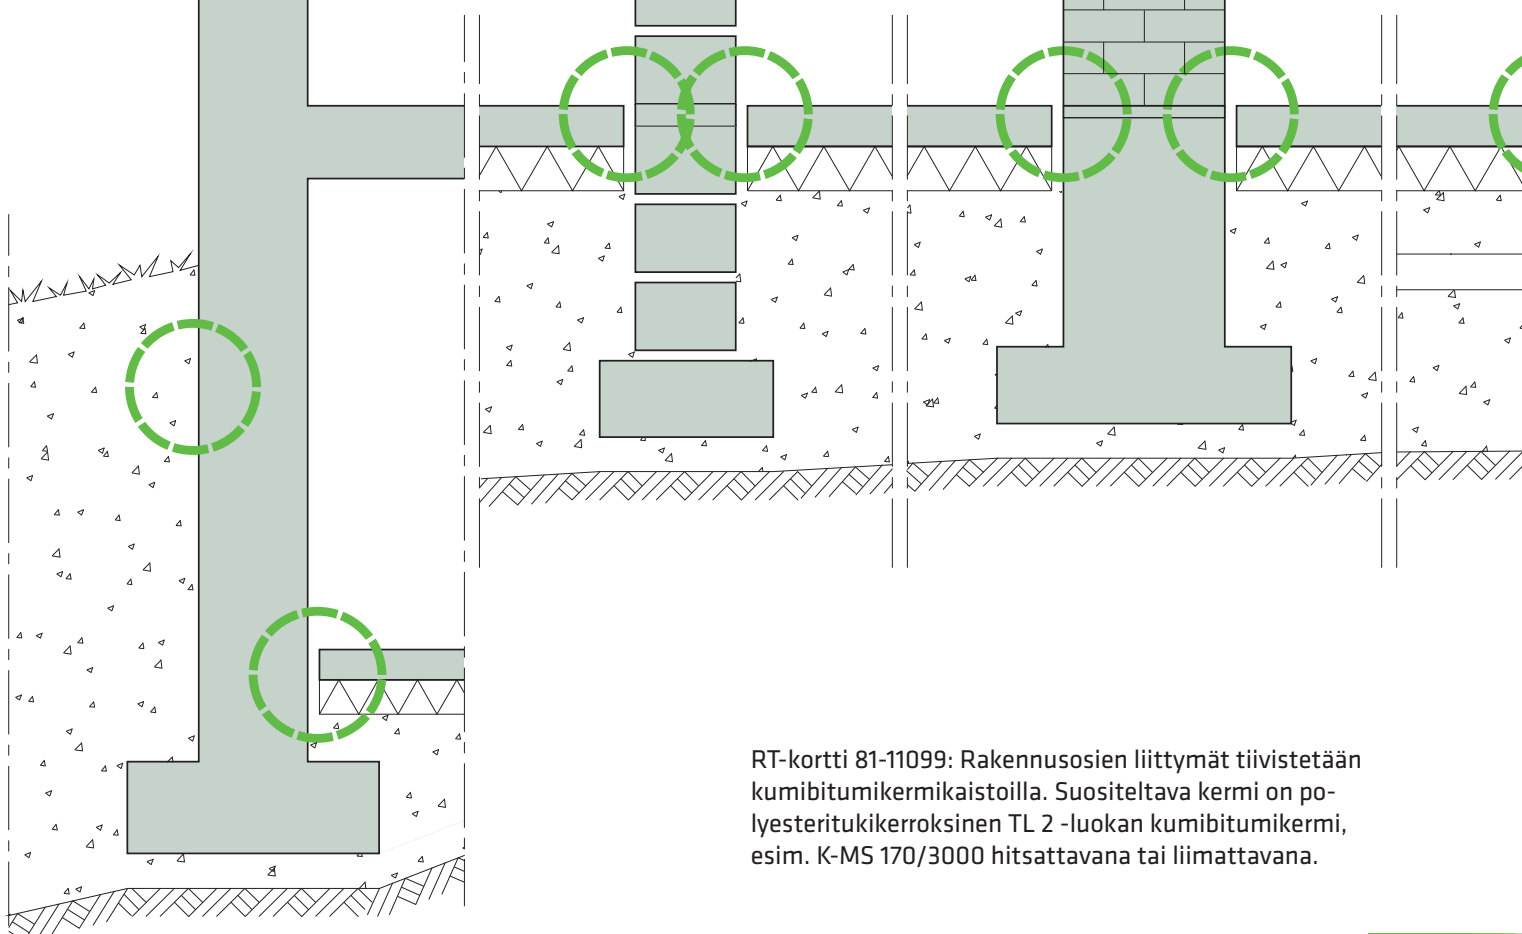 RT-kortti 81-11099: Rakennusosien liittymät tiivistetään
kumibitumikermikaistoilla. Suositeltava kermi on po-
lyesteritukikerroksinen TL 2 -luokan kumibitumikermi,
esim. K-MS 170/3000 hitsattavana tai liimattavana.